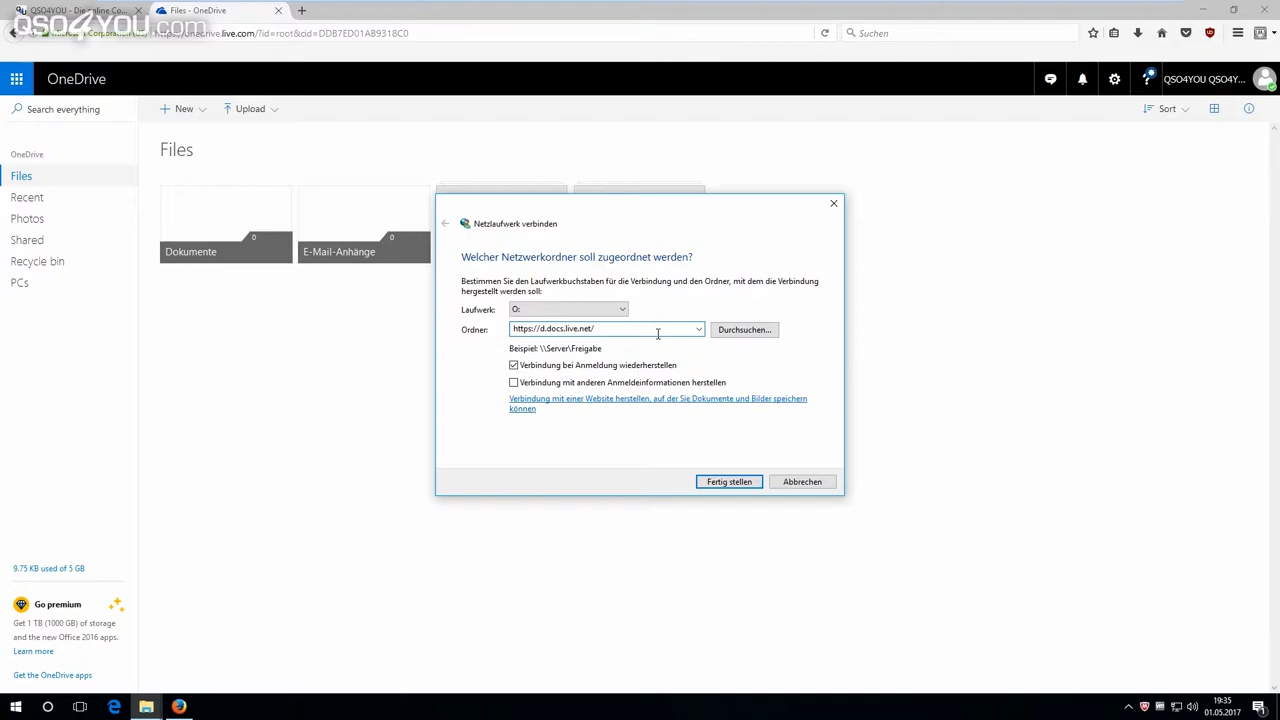 QSO4YOU - Die online Co...
Files - OneDrive
QSO4YOU.com
onedrive.live.com/?id=root&cid=DDB7ED01AB9318C0
Suchen
OneDrive
QSO4YOU QSO4Y...
Search everything
New
Upload
Sort
Files
OneDrive
Files
Recent
Photos
Shared
Recycle bin
PCs
Dokumente
0
E-Mail-Anhänge
0
Netzlaufwerk verbinden
Welcher Netzwerkordner soll zugeordnet werden?
Bestimmen Sie den Laufwerkbuchstaben für die Verbindung und den Ordner, mit dem die Verbindung
hergestellt werden soll:
Laufwerk:
O:
Ordner:
https://d.docs.live.net/
Durchsuchen...
Beispiel: \\Server\Freigabe
Verbindung bei Anmeldung wiederherstellen
Verbindung mit anderen Anmeldeinformationen herstellen
Verbindung mit einer Website herstellen, auf der Sie Dokumente und Bilder speichern
können
Fertig stellen
Abbrechen
9.75 KB used of 5 GB
Go premium
Get 1 TB (1000 GB) of storage
and the new Office 2016 apps.
Learn more
Get the OneDrive apps
19:35
01.05.2017
1